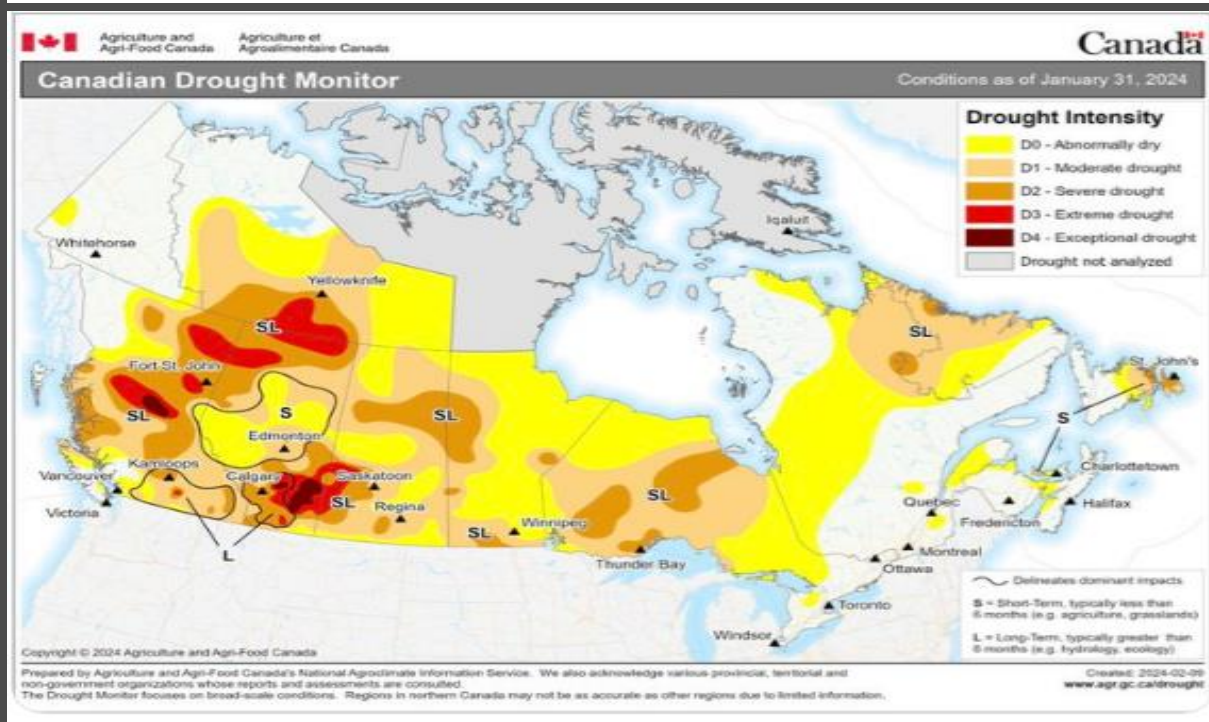 Agriculture and Agriculture et
Agri-Food Canada Agroalimentaire Canada
Canada
Canadian Drought Monitor
Conditions as of January 31, 2024
Drought Intensity
D0 - Abnormally dry
D1 - Moderate drought
D2 - Severe drought
D3 - Extreme drought
D4 - Exceptional drought
Drought not analyzed
Iqaluit
Whitehorse
Yellowknife
SL
SL
Fort St. John
St. John's
SL
S
SL
Edmonton
S
Kamloops
Vancouver
Calgary
Saskatoon
Charlottetown
SL
SL
Victoria
Regina
Quebec
Halifax
Fredericton
SL
Winnipeg
L
Montreal
Thunder Bay
Ottawa
Toronto
Windsor
Delineates dominant impacts
S = Short-Term, typically less than
6 months (e.g. agriculture, grasslands)
L = Long-Term, typically greater than
6 months (e.g. hydrology, ecology)
Copyright © 2024 Agriculture and Agri-Food Canada
Prepared by Agriculture and Agri-Food Canada's National Agroclimate Information Service. We also acknowledge various provincial, territorial and
non-government organizations whose reports and assessments are consulted.
The Drought Monitor focuses on broad-scale conditions. Regions in northern Canada may not be as accurate as other regions due to limited information.
Created: 2024-02-09
www.agr.gc.ca/drought